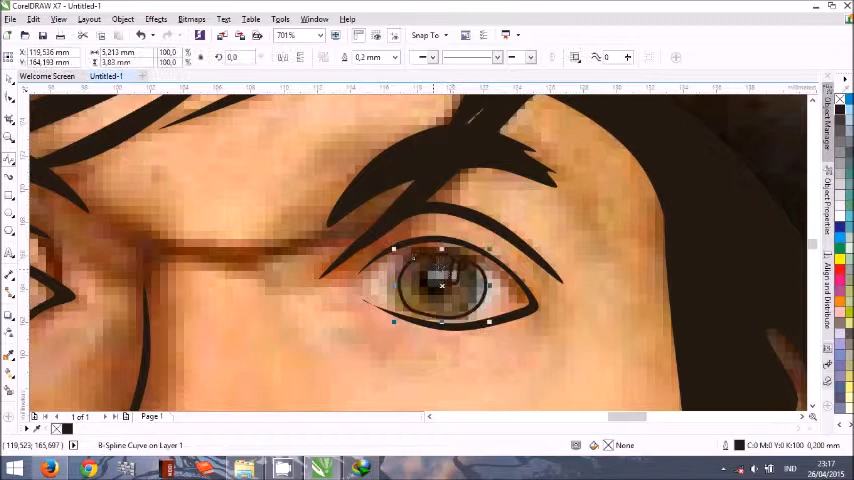 CorelDRAW X7 - Untitled-1
File Edit View Layout Object Effects Bitmaps Text Table Tools Window Help
701% Snap To
X: 119,536 mm 5,213 mm 100,0 % 0,0 0,2 mm 0
Y: 164,193 mm 3,83 mm 100,0 %
Welcome Screen Untitled-1
millimeters
Object Manager
Object Properties
Align and Distribute
1 of 1 Page 1
(119,523; 165,697) B-Spline Curve on Layer 1 None C:0 M:0 Y:0 K:100 0,200 mm
IND 23:17
26/04/2015